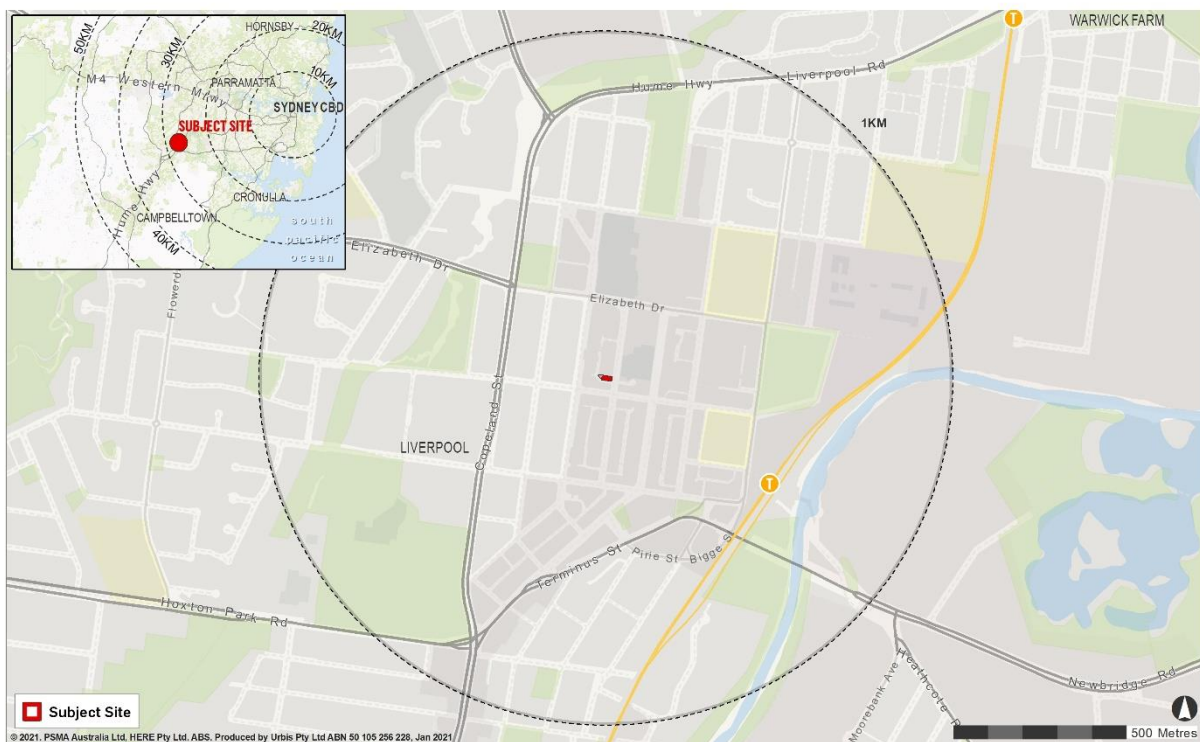 HORNSBY
20KM
50KM
30KM
10KM
M4 Western Mtwy
PARRAMATTA
SYDNEY CBD
SUBJECT SITE
Hume Hwy
CRONULLA
CAMPBELLTOWN
40KM
south
pacific
ocean
T
WARWICK FARM
Hume Hwy
Liverpool Rd
1KM
Elizabeth Dr
Elizabeth Dr
Flowerd
Copeland St
LIVERPOOL
T
Terminus St
Pirie St
Bigge S
Hoxton Park Rd
Moorebank Ave
Heathcote R
Newbridge Rd
Subject Site
500 Metres
© 2021. PSMA Australia Ltd, HERE Pty Ltd. ABS. Produced by Urbis Pty Ltd ABN 50 105 256 228, Jan 2021